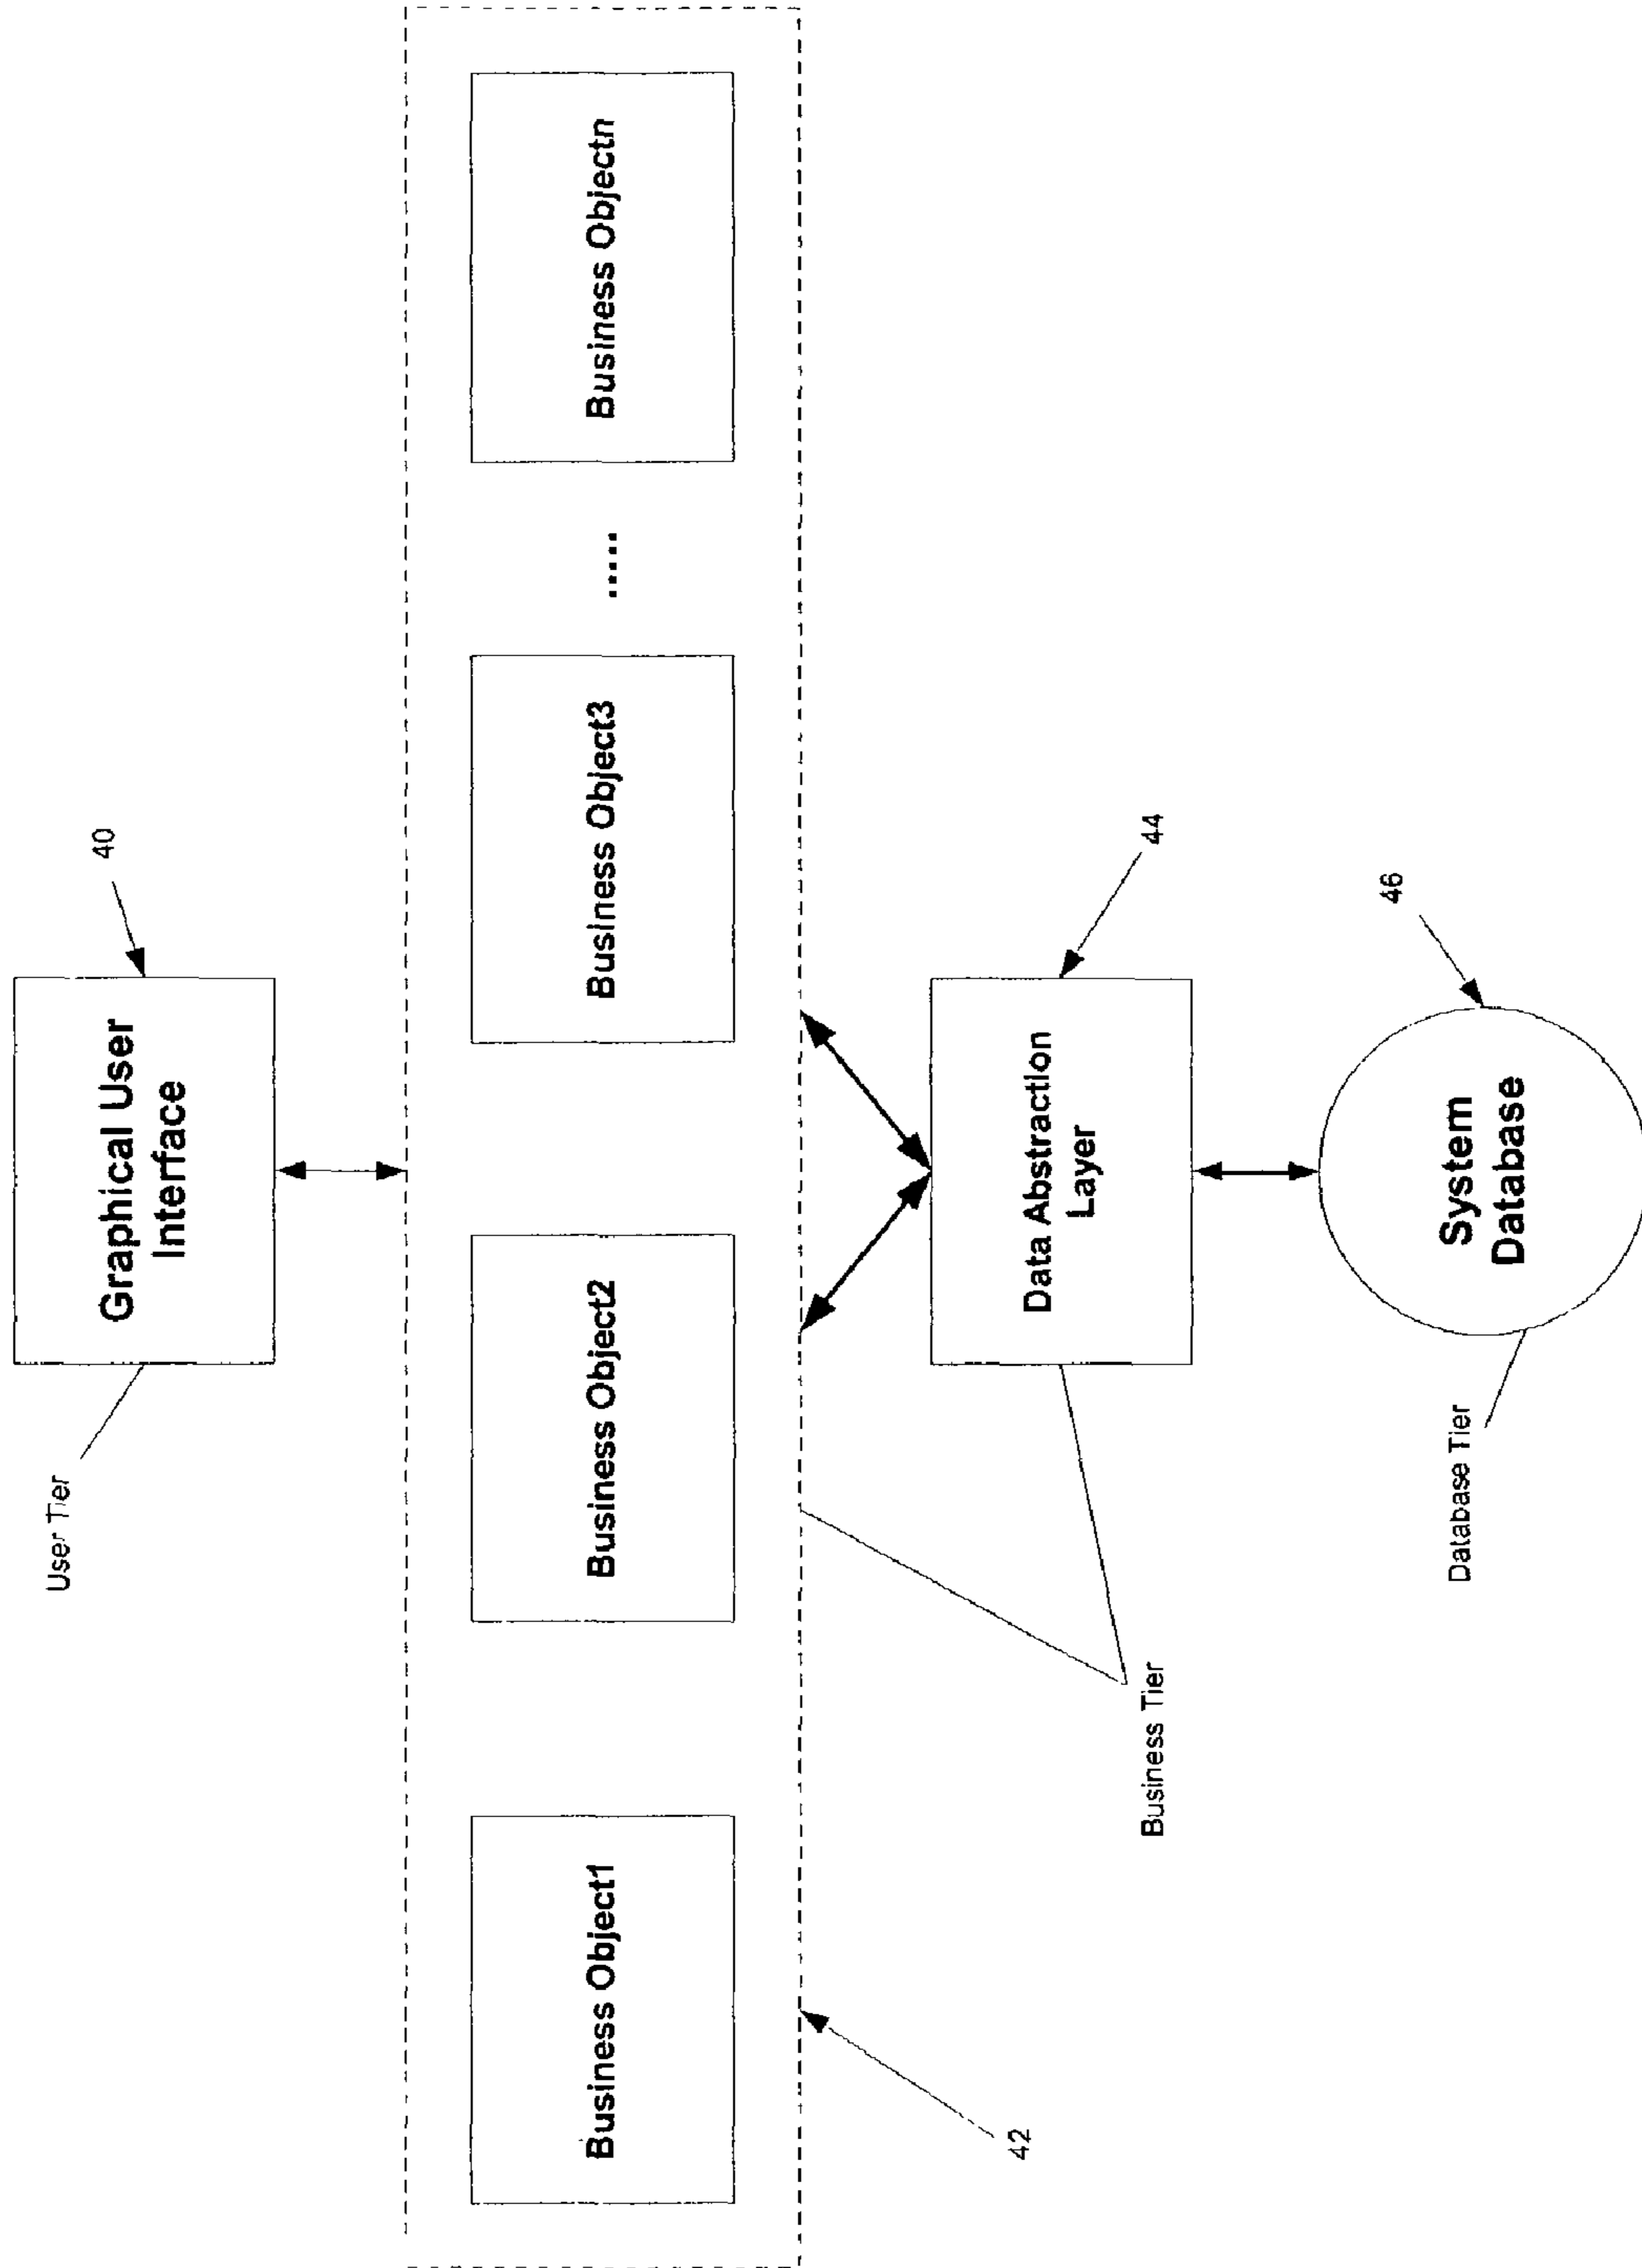 User Tier
Graphical User
Interface
40
Business Object1
Business Object2
Business Object3
.....
Business Objectn
42
Business Tier
Data Abstraction
Layer
44
Database Tier
System
Database
46